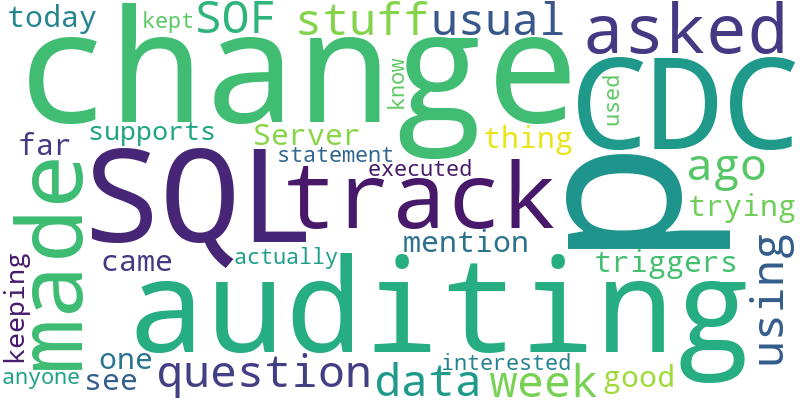 today
kept
SOF
stuff
usual
asked
change
know
CDC
used
far
supports
Server
thing
statement
executed
SQL
track
p
ago
trying
made
mention
came
actually
auditing
triggers
using
keeping
one
see
anyone
question
data
interested
week
good